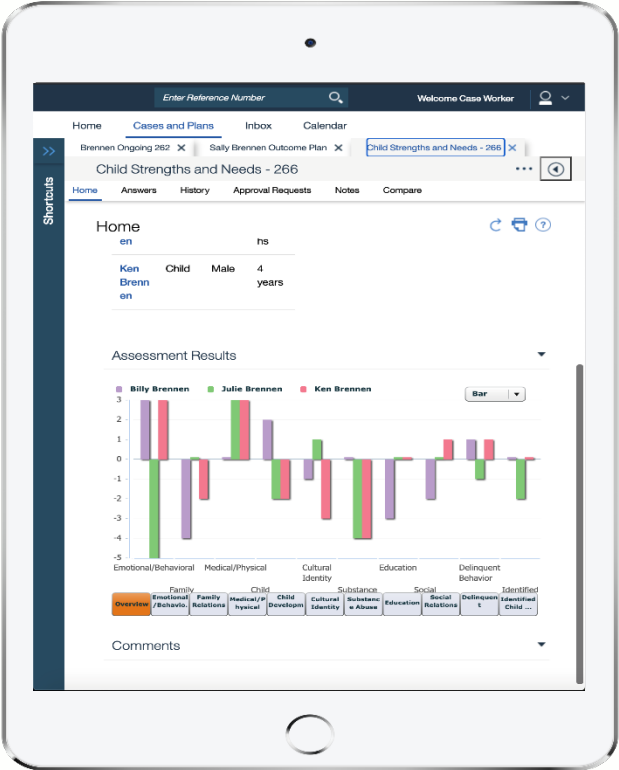 Enter Reference Number
Welcome Case Worker
Home Cases and Plans Inbox Calendar
Brennen Ongoing 262 Sally Brennen Outcome Plan Child Strengths and Needs - 266
Child Strengths and Needs - 266
Shortcuts
Home Answers History Approval Requests Notes Compare
Home
en hs
Ken Child Male 4
Brenn years
en
Assessment Results
Billy Brennen Julie Brennen Ken Brennen
Bar
3
2
1
0
-1
-2
-3
-4
-5
Emotional/Behavioral Medical/Physical Cultural Education Delinquent
Identity Behavior
Family Child Substance Social Identified
Overview Emotional Family Medical/P Child Cultural Substanc Education Social Delinquen Identified
/Behavio. Relations hysical Developm Identity e Abuse Relations t Child ...
Comments